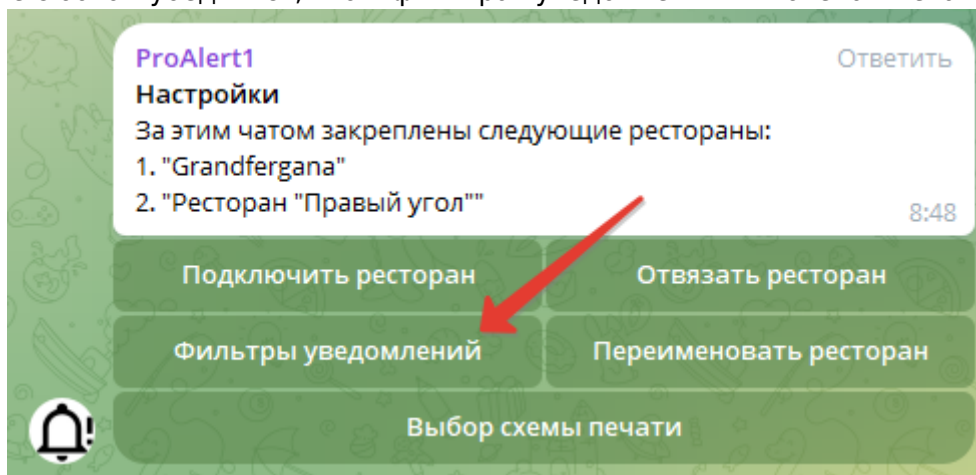 ProAlert1 Ответить
Настройки
За этим чатом закреплены следующие рестораны:
1. "Grandfergana"
2. "Ресторан "Правый угол""
8:48
Подключить ресторан Отвязать ресторан
Фильтры уведомлений Переименовать ресторан
Выбор схемы печати